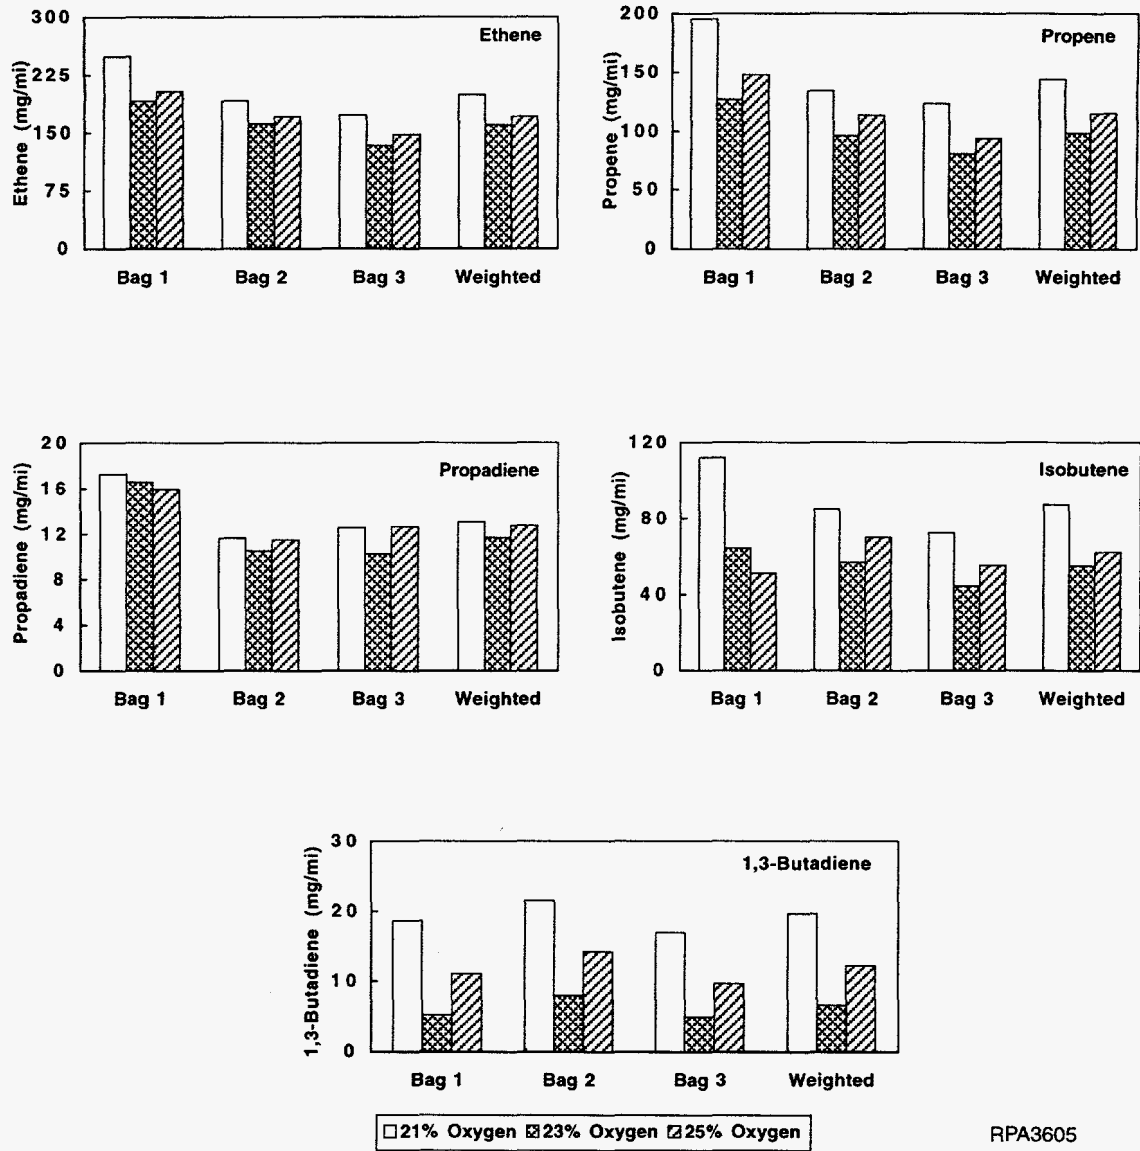 300
225
150
75
0
Ethene (mg/mi)
Ethene
Bag 1 Bag 2 Bag 3 Weighted
200
150
100
50
0
Propene (mg/mi)
Propene
Bag 1 Bag 2 Bag 3 Weighted
20
16
12
8
4
0
Propadiene (mg/mi)
Propadiene
Bag 1 Bag 2 Bag 3 Weighted
120
80
40
0
Isobutene (mg/mi)
Isobutene
Bag 1 Bag 2 Bag 3 Weighted
30
20
10
0
1,3-Butadiene (mg/mi)
1,3-Butadiene
Bag 1 Bag 2 Bag 3 Weighted
21% Oxygen 23% Oxygen 25% Oxygen
RPA3605